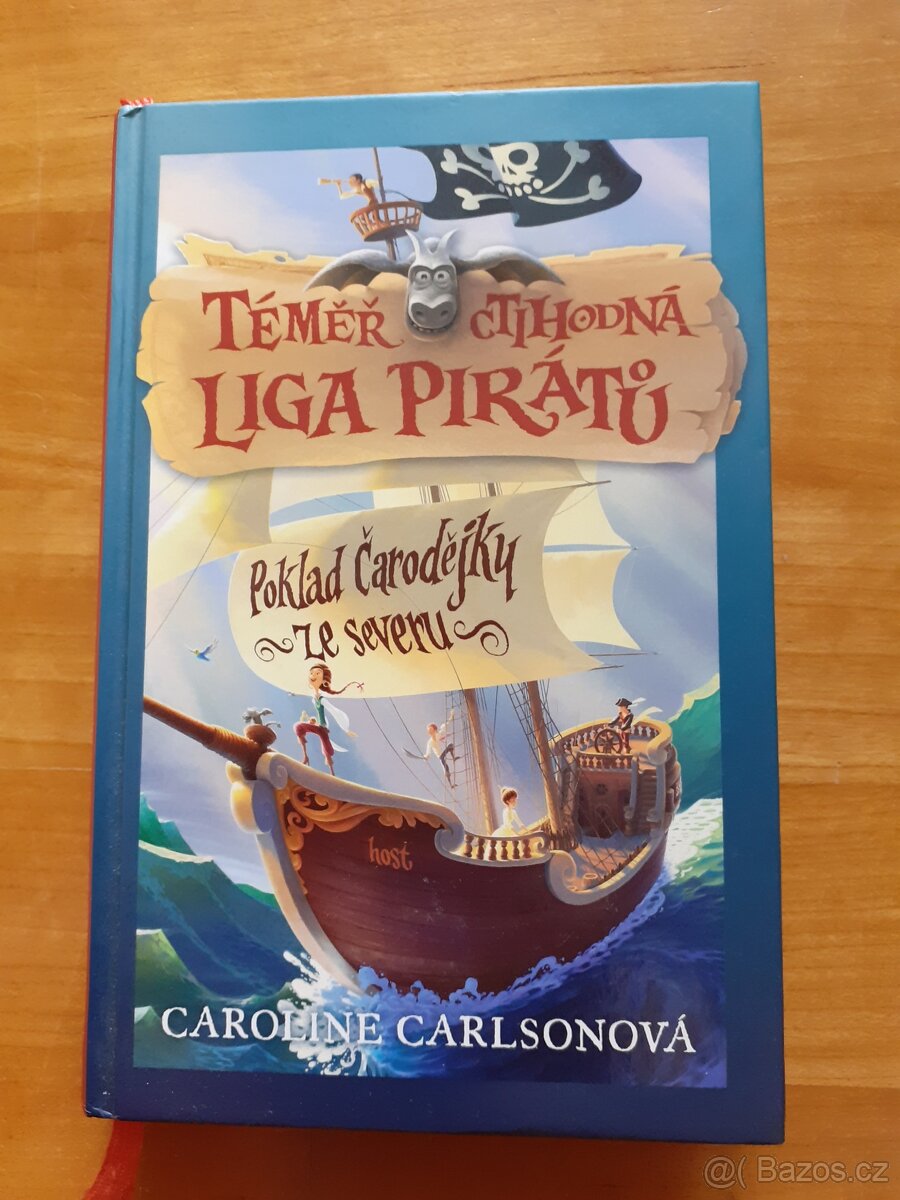 TÉMĚŘ CTIHODNÁ
LIGA PIRÁTŮ
Poklad Čarodějky
ze severu
host
CAROLINE CARLSONOVÁ
@( Bazos.cz